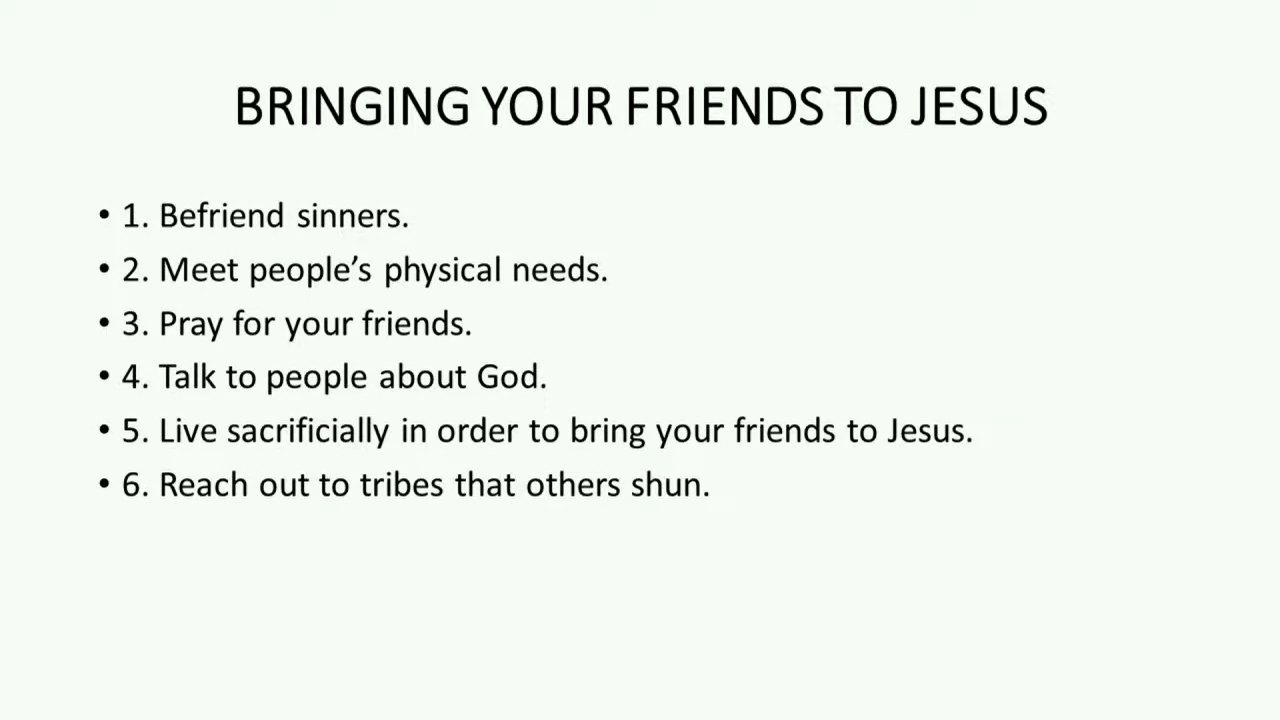 BRINGING YOUR FRIENDS TO JESUS
• 1. Befriend sinners.
• 2. Meet people’s physical needs.
• 3. Pray for your friends.
• 4. Talk to people about God.
• 5. Live sacrificially in order to bring your friends to Jesus.
• 6. Reach out to tribes that others shun.